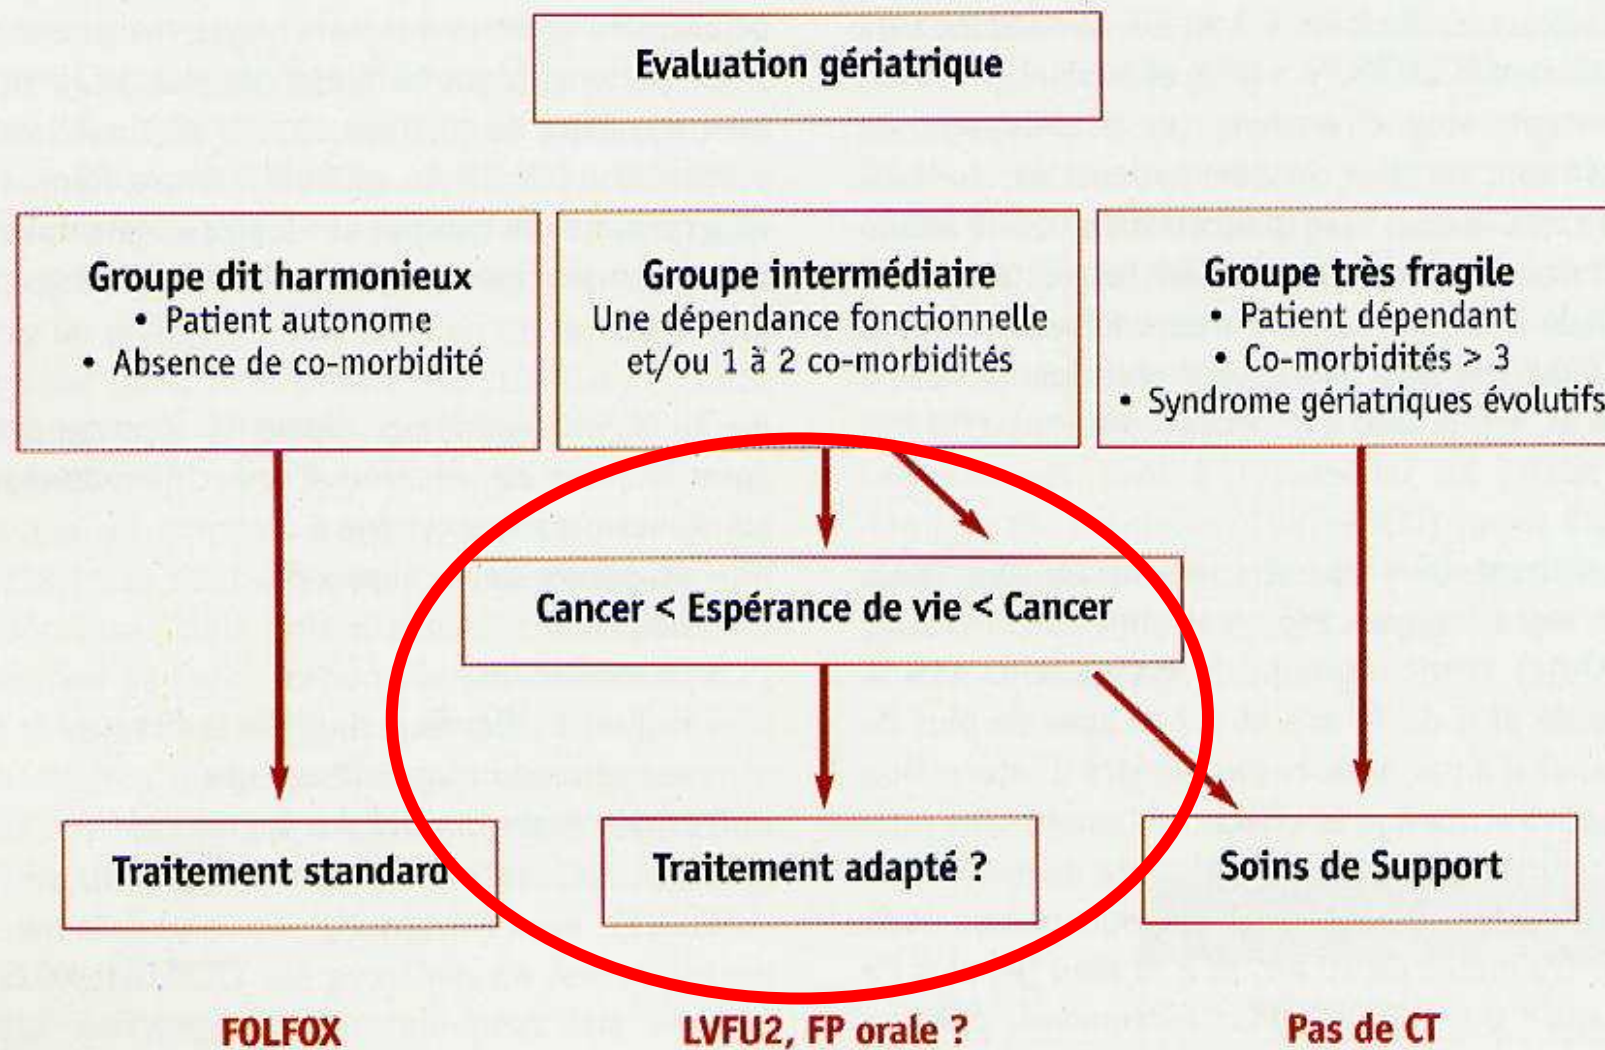 Evaluation gériatrique
Groupe dit harmonieux
• Patient autonome
• Absence de co-morbidité
Groupe intermédiaire
Une dépendance fonctionnelle
et/ou 1 à 2 co-morbidités
Groupe très fragile
• Patient dépendant
• Co-morbidités > 3
• Syndrome gériatriques évolutifs
Cancer < Espérance de vie < Cancer
Traitement standard
Traitement adapté ?
Soins de Support
FOLFOX
LVFU2, FP orale ?
Pas de CT